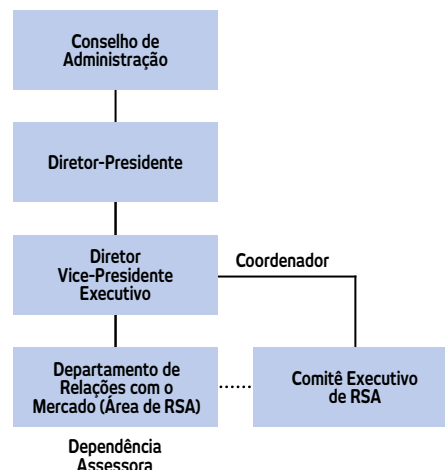 Conselho de
Administração
Diretor-Presidente
Diretor
Vice-Presidente
Executivo
Coordenador
Departamento de
Relações com o
Mercado (Área de RSA)
Comitê Executivo
de RSA
Dependência
Assessora